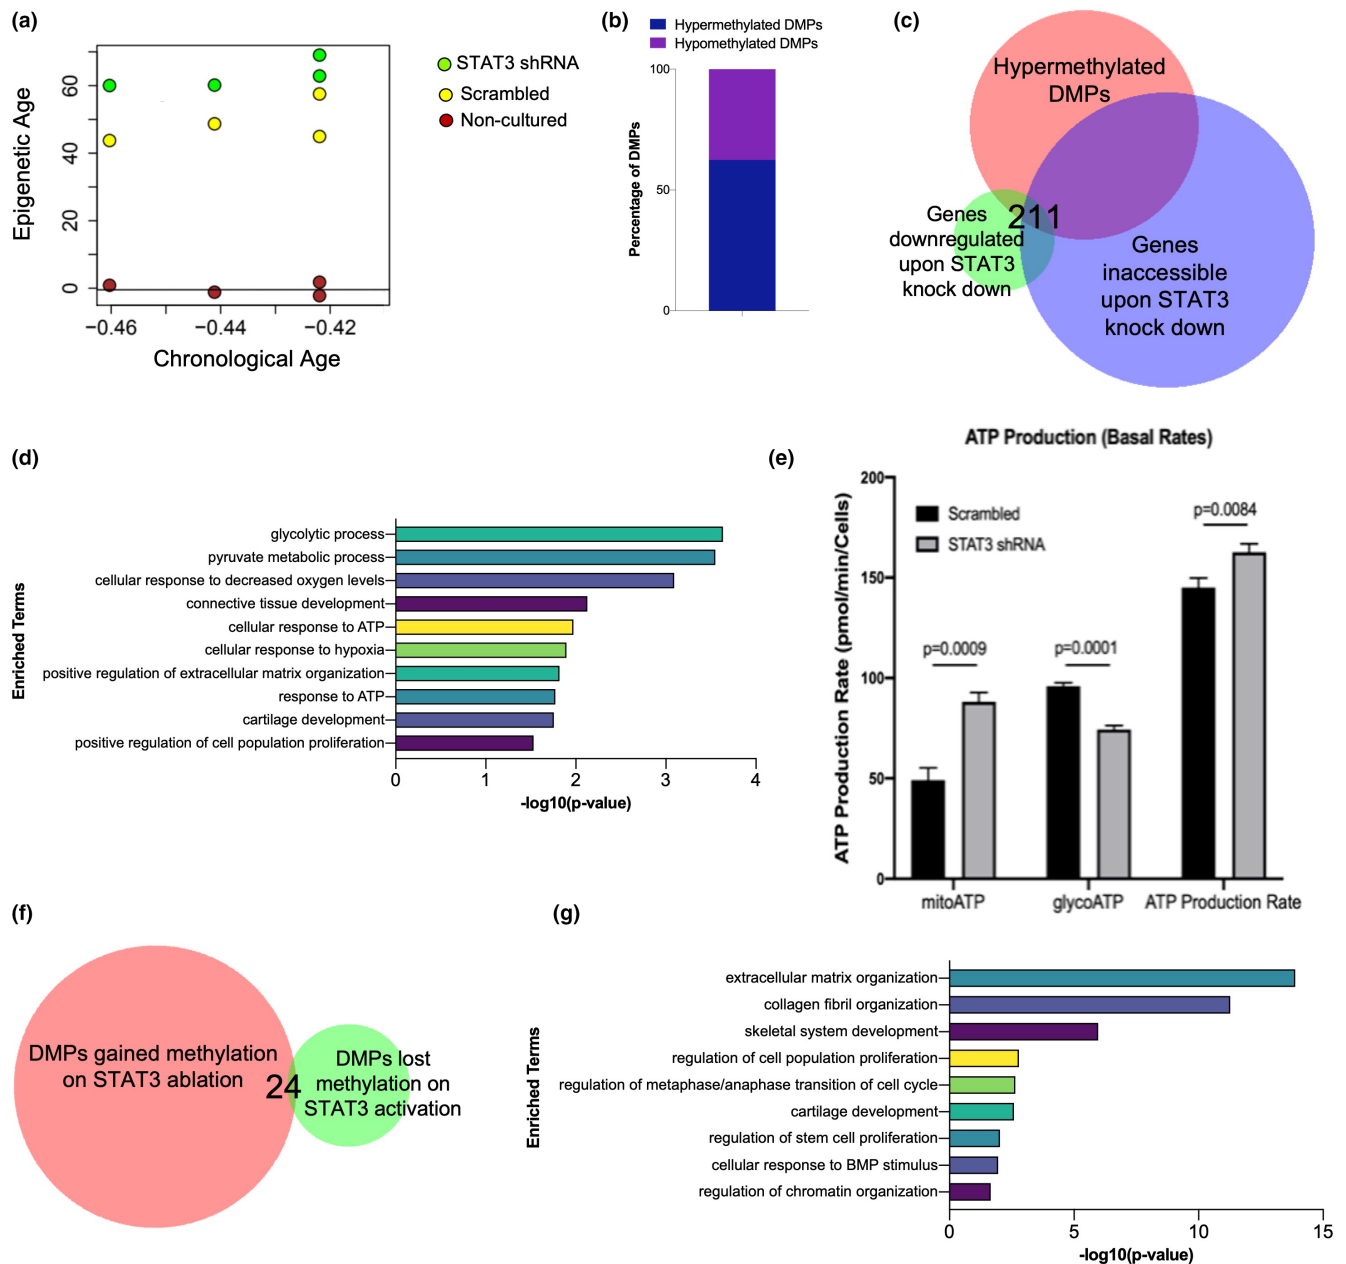 (a)
60
40
20
0
Epigenetic Age
−0.46
−0.44
−0.42
Chronological Age
STAT3 shRNA
Scrambled
Non-cultured
(b)
Hypermethylated DMPs
Hypomethylated DMPs
100
50
0
Percentage of DMPs
(c)
Hypermethylated
DMPs
211
Genes
downregulated
upon STAT3
knock down
Genes
inaccessible
upon STAT3
knock down
(d)
Enriched Terms
glycolytic process
pyruvate metabolic process
cellular response to decreased oxygen levels
connective tissue development
cellular response to ATP
cellular response to hypoxia
positive regulation of extracellular matrix organization
response to ATP
cartilage development
positive regulation of cell population proliferation
0 1 2 3 4
-log10(p-value)
(e)
ATP Production (Basal Rates)
ATP Production Rate (pmol/min/Cells)
200
150
100
50
0
Scrambled
STAT3 shRNA
p=0.0009
p=0.0001
p=0.0084
mitoATP
glycoATP
ATP Production Rate
(f)
DMPs gained methylation
on STAT3 ablation
24
DMPs lost
methylation on
STAT3 activation
(g)
Enriched Terms
extracellular matrix organization
collagen fibril organization
skeletal system development
regulation of cell population proliferation
regulation of metaphase/anaphase transition of cell cycle
cartilage development
regulation of stem cell proliferation
cellular response to BMP stimulus
regulation of chromatin organization
0 5 10 15
-log10(p-value)